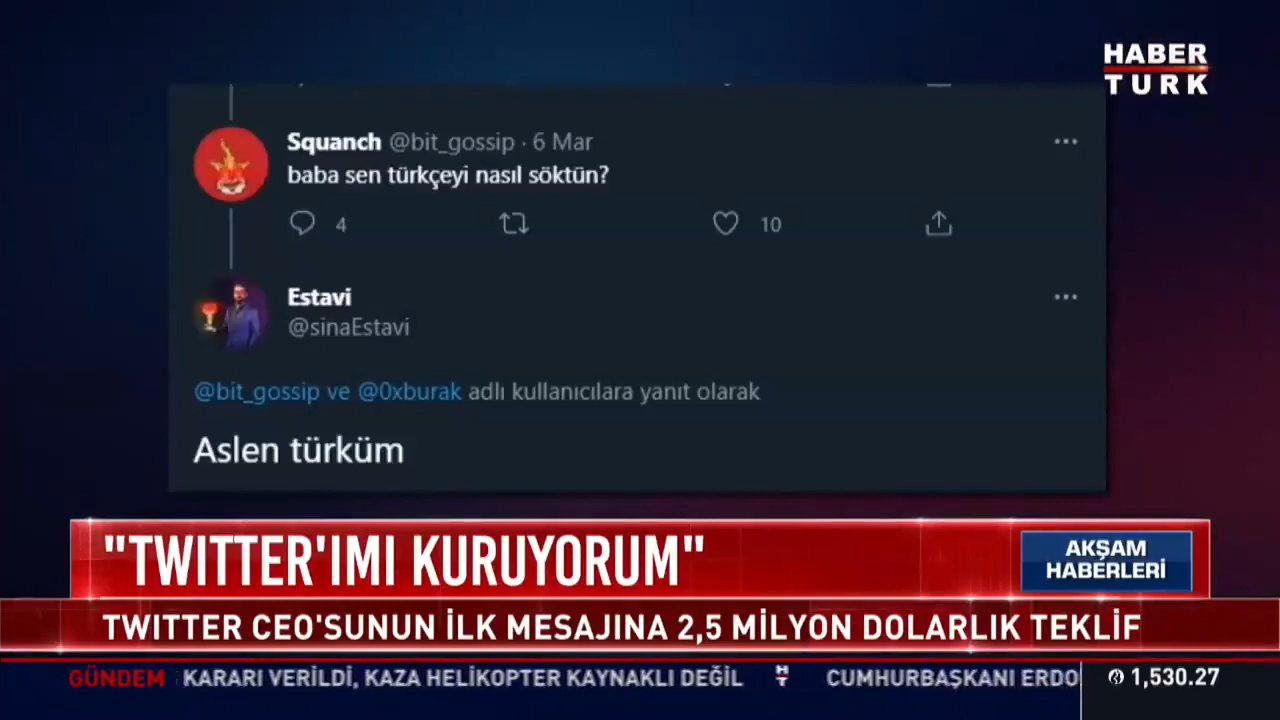 HABER
TURK
Squanch @bit_gossip · 6 Mar
baba sen türkçeyi nasıl söktün?
4 10
Estavi
@sinaEstavi
@bit_gossip ve @0xburak adlı kullanıcılara yanıt olarak
Aslen türküm
"TWITTER'IMI KURUYORUM"
AKŞAM
HABERLERİ
TWITTER CEO'SUNUN İLK MESAJINA 2,5 MİLYON DOLARLIK TEKLİF
GÜNDEM KARARI VERİLDİ, KAZA HELİKOPTER KAYNAKLI DEĞİL CUMHURBAŞKANI ERDO 1,530.27